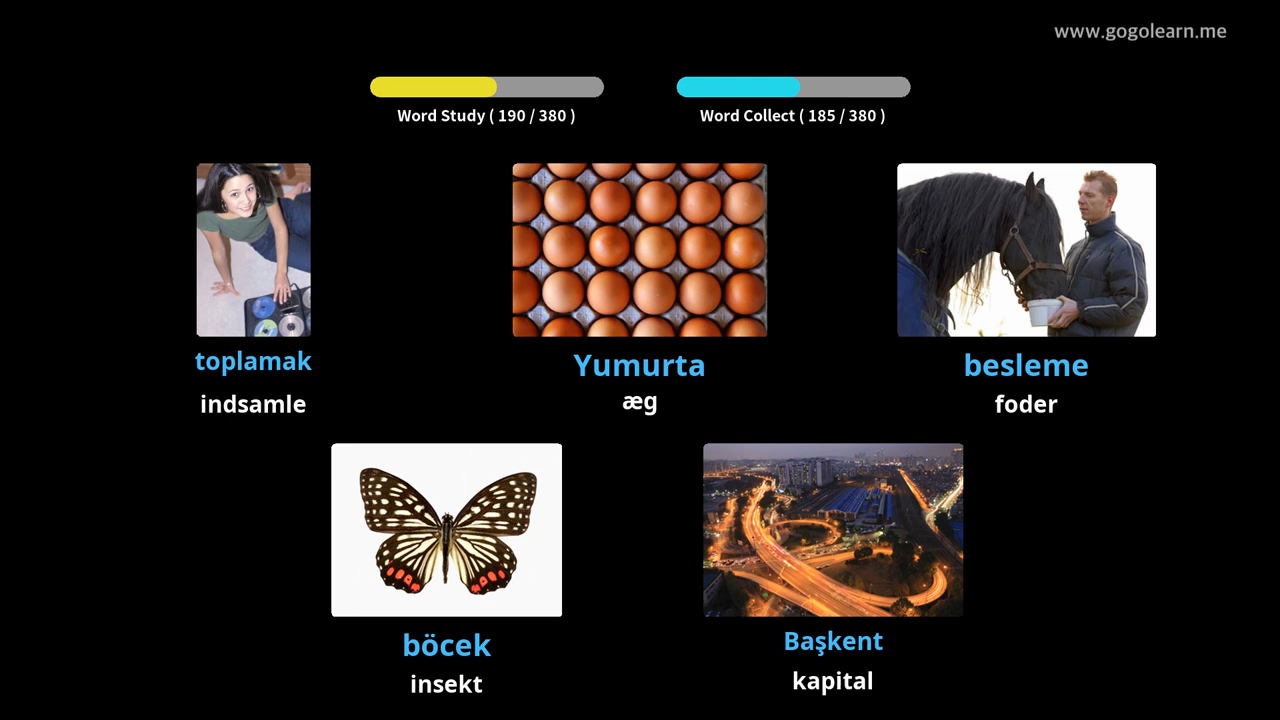 www.gogolearn.me
Word Study ( 190 / 380 )
Word Collect ( 185 / 380 )
toplamak
indsamle
Yumurta
æg
besleme
foder
böcek
insekt
Başkent
kapital